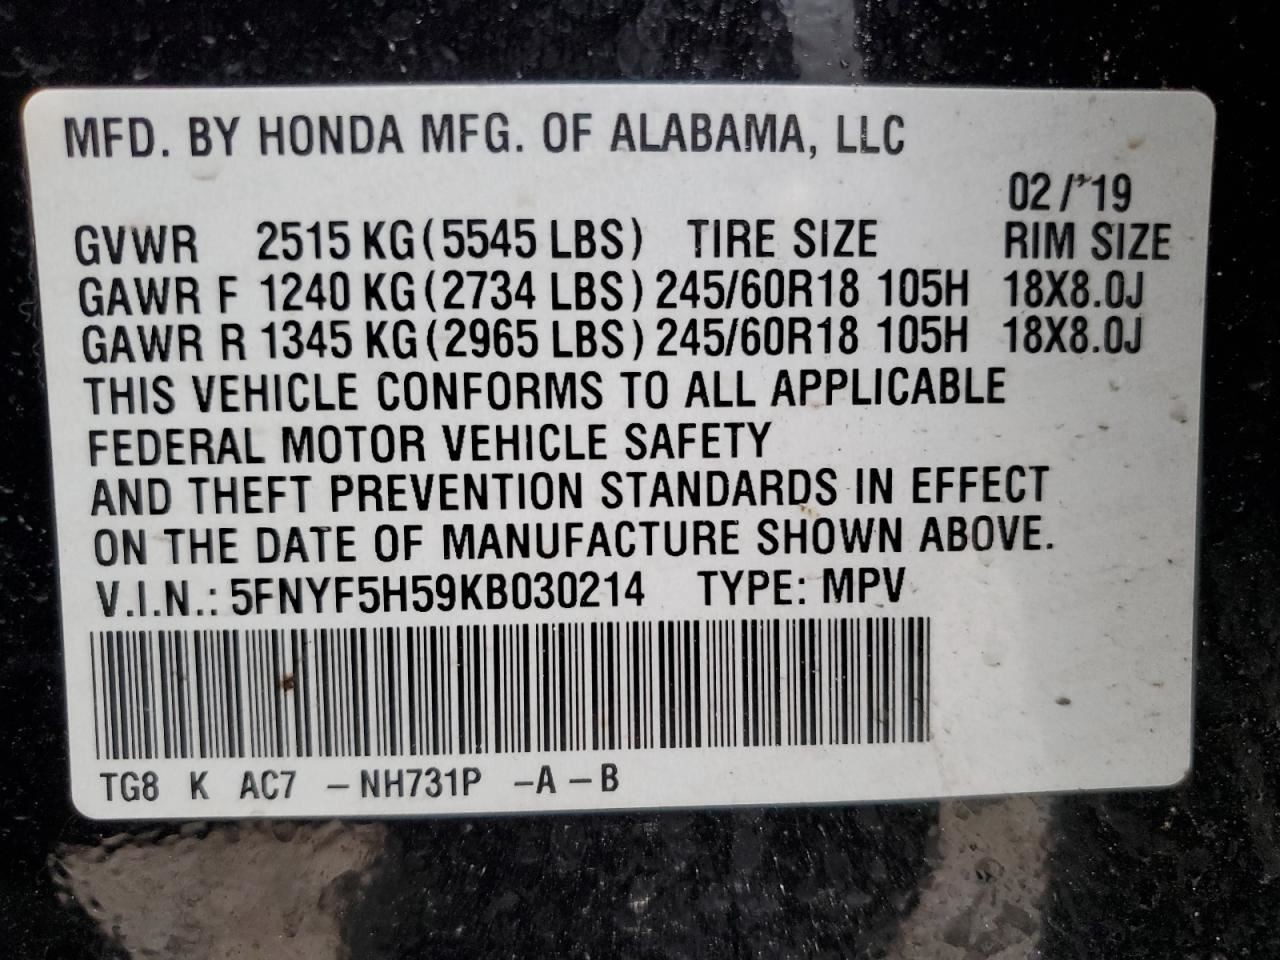 MFD. BY HONDA MFG. OF ALABAMA, LLC
02/'19
GVWR 2515 KG (5545 LBS) TIRE SIZE RIM SIZE
GAWR F 1240 KG (2734 LBS) 245/60R18 105H 18X8.0J
GAWR R 1345 KG (2965 LBS) 245/60R18 105H 18X8.0J
THIS VEHICLE CONFORMS TO ALL APPLICABLE
FEDERAL MOTOR VEHICLE SAFETY
AND THEFT PREVENTION STANDARDS IN EFFECT
ON THE DATE OF MANUFACTURE SHOWN ABOVE.
V.I.N.: 5FNYF5H59KB030214 TYPE: MPV
TG8 K AC7 -NH731P -A-B